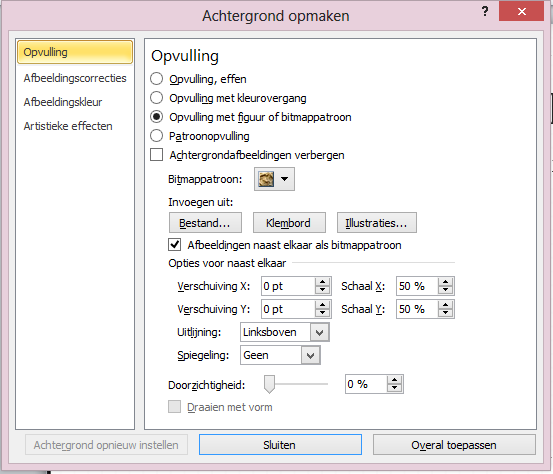 Achtergrond opmaken
?
Opvulling
Afbeeldingscorrecties
Afbeeldingskleur
Artistieke effecten
Opvulling
Opvulling, effen
Opvulling met kleurovergang
Opvulling met figuur of bitmappatroon
Patroonopvulling
Achtergrondafbeeldingen verbergen
Bitmappatroon:
Invoegen uit:
Bestand... Klembord Illustraties...
Afbeeldingen naast elkaar als bitmappatroon
Opties voor naast elkaar
Verschuiving X: 0 pt Schaal X: 50 %
Verschuiving Y: 0 pt Schaal Y: 50 %
Uitlijning: Linksboven
Spiegeling: Geen
Doorzichtigheid: 0 %
Draaien met vorm
Achtergrond opnieuw instellen Sluiten Overal toepassen